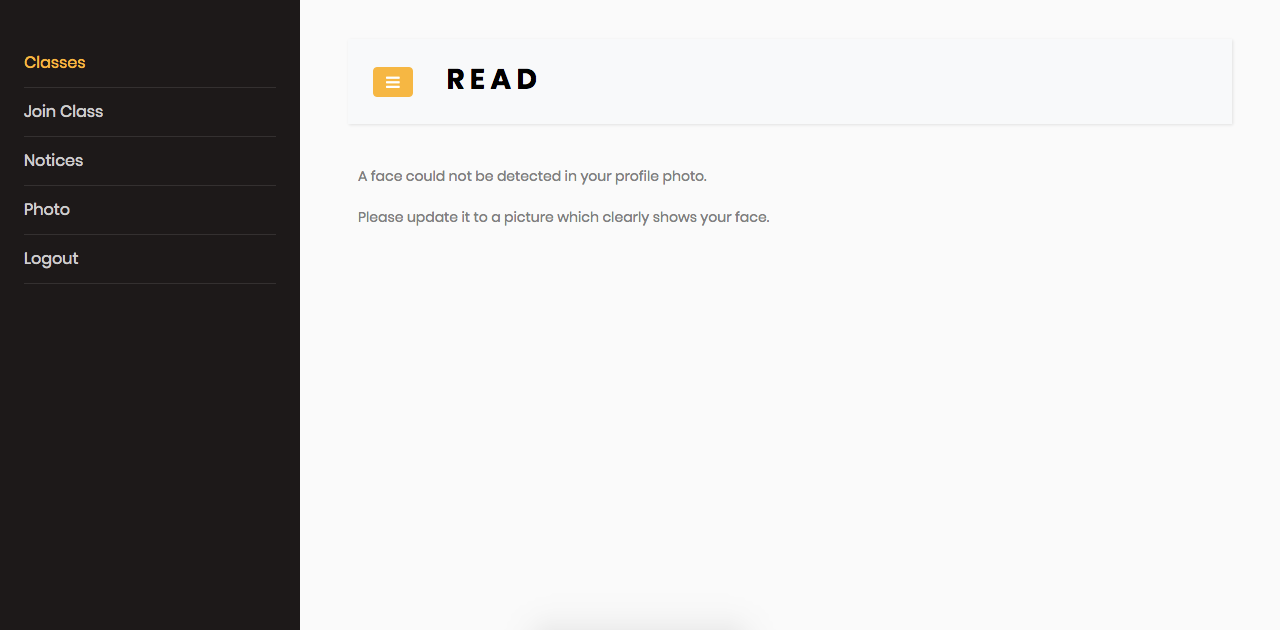 Classes
Join Class
Notices
Photo
Logout
READ
A face could not be detected in your profile photo.
Please update it to a picture which clearly shows your face.